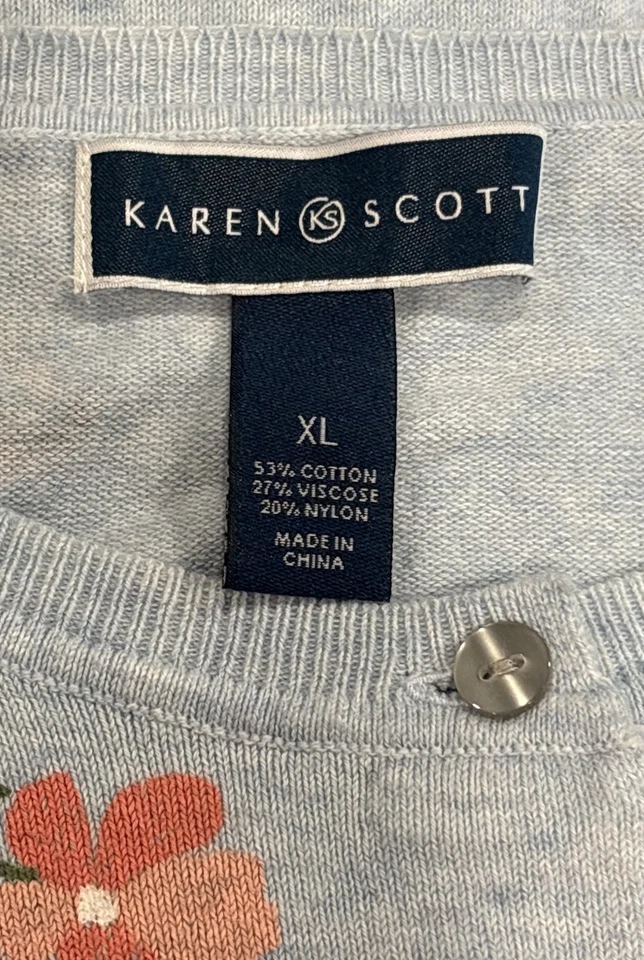 KAREN KS SCOTT
XL
53% COTTON
27% VISCOSE
20% NYLON
MADE IN
CHINA